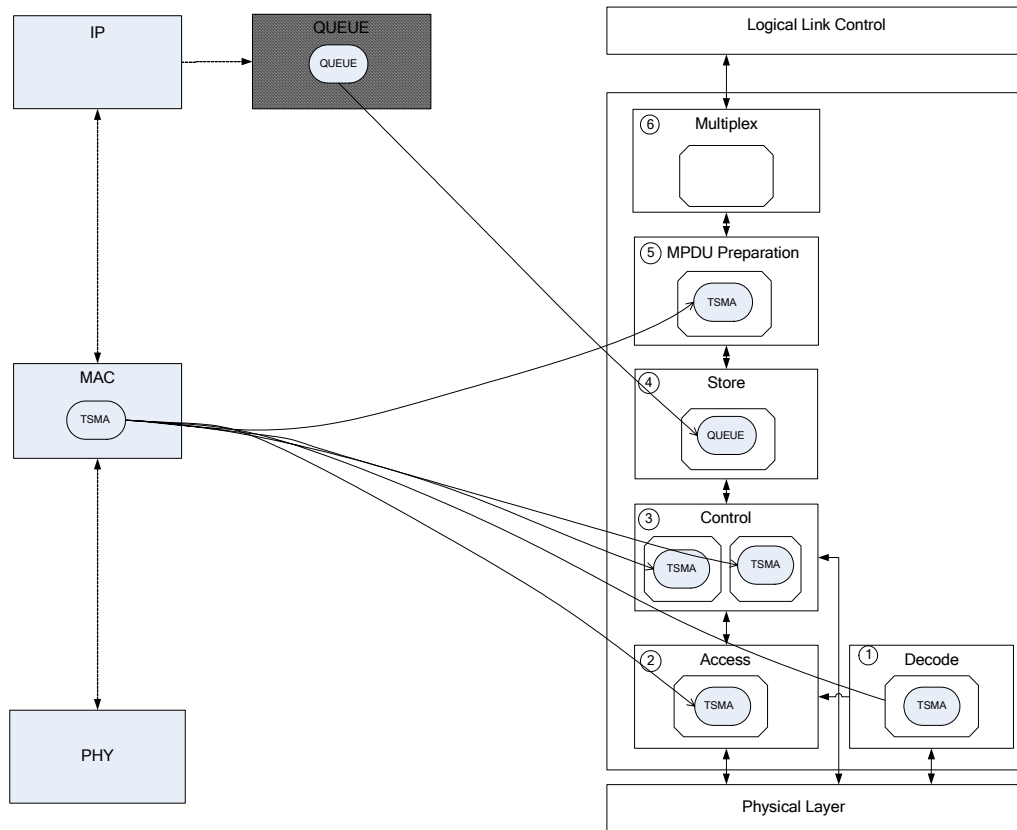 IP
QUEUE
QUEUE
MAC
TSMA
PHY
Logical Link Control
6 Multiplex
5 MPDU Preparation
TSMA
4 Store
QUEUE
3 Control
TSMA
TSMA
2 Access
TSMA
1 Decode
TSMA
Physical Layer